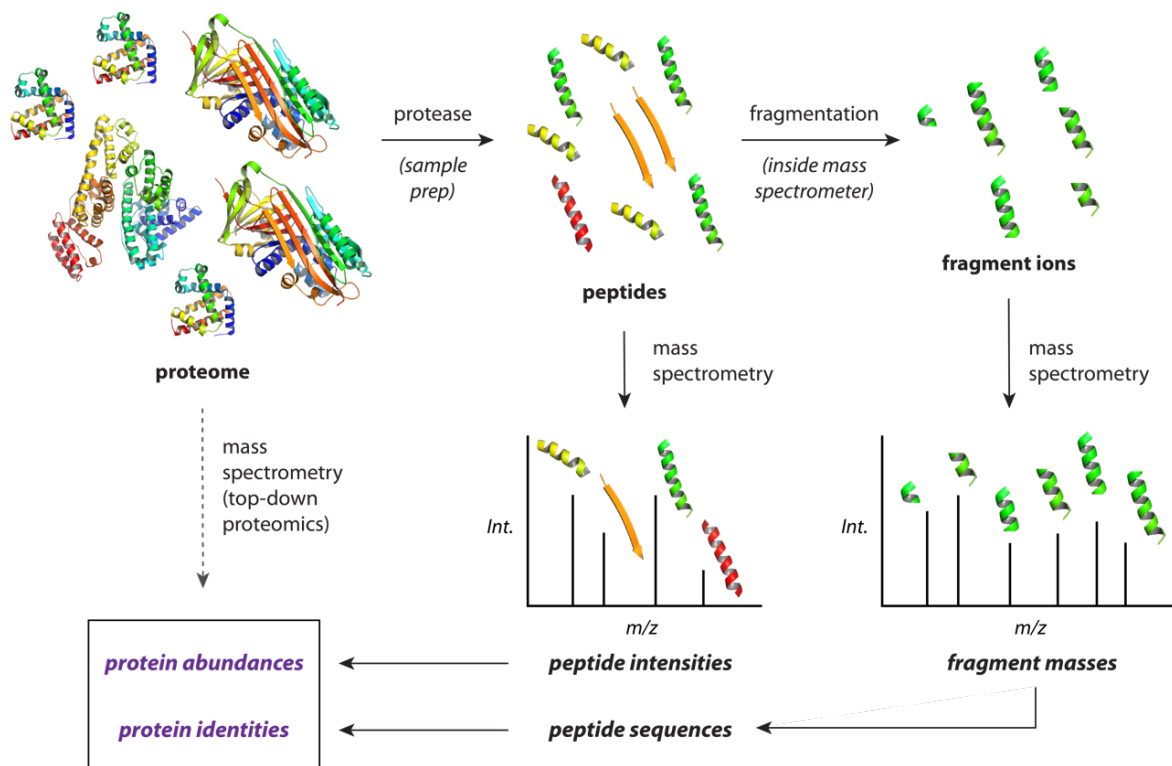 protease
(sample
prep)
fragmentation
(inside mass
spectrometer)
peptides
fragment ions
proteome
mass
spectrometry
mass
spectrometry
mass
spectrometry
(top-down
proteomics)
Int.
m/z
Int.
m/z
protein abundances
peptide intensities
fragment masses
protein identities
peptide sequences